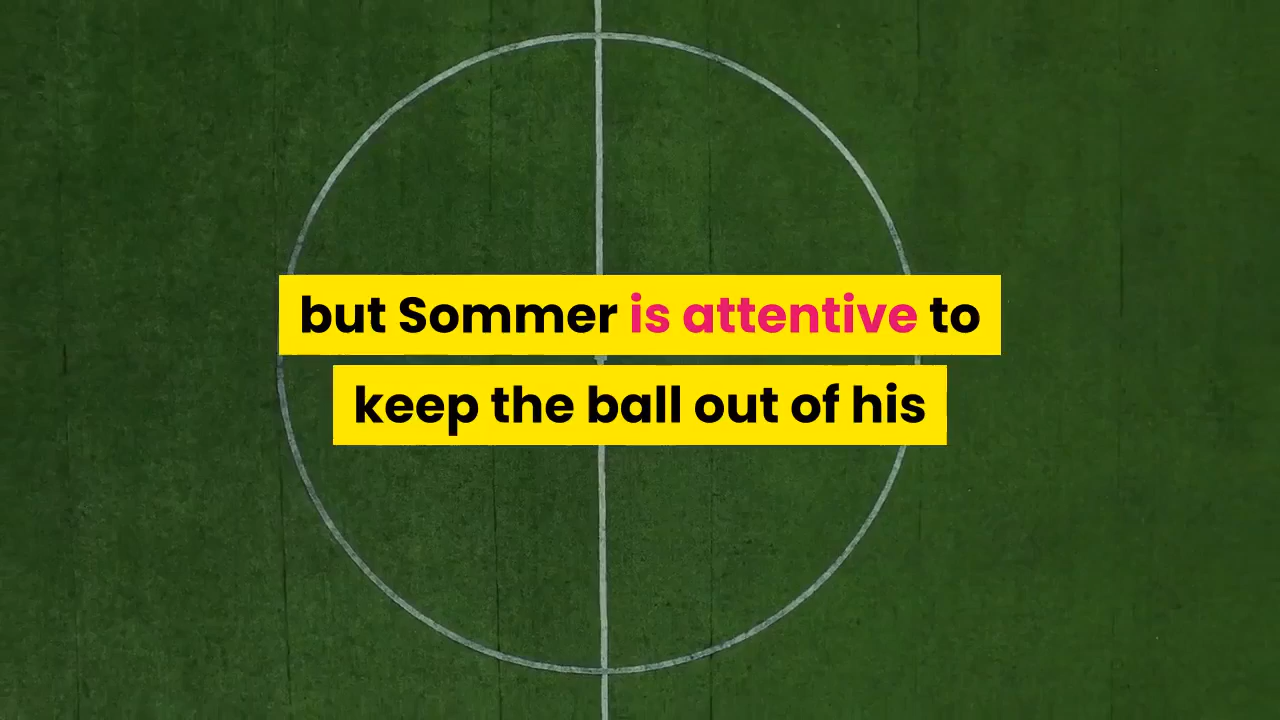 but Sommer is attentive to
keep the ball out of his